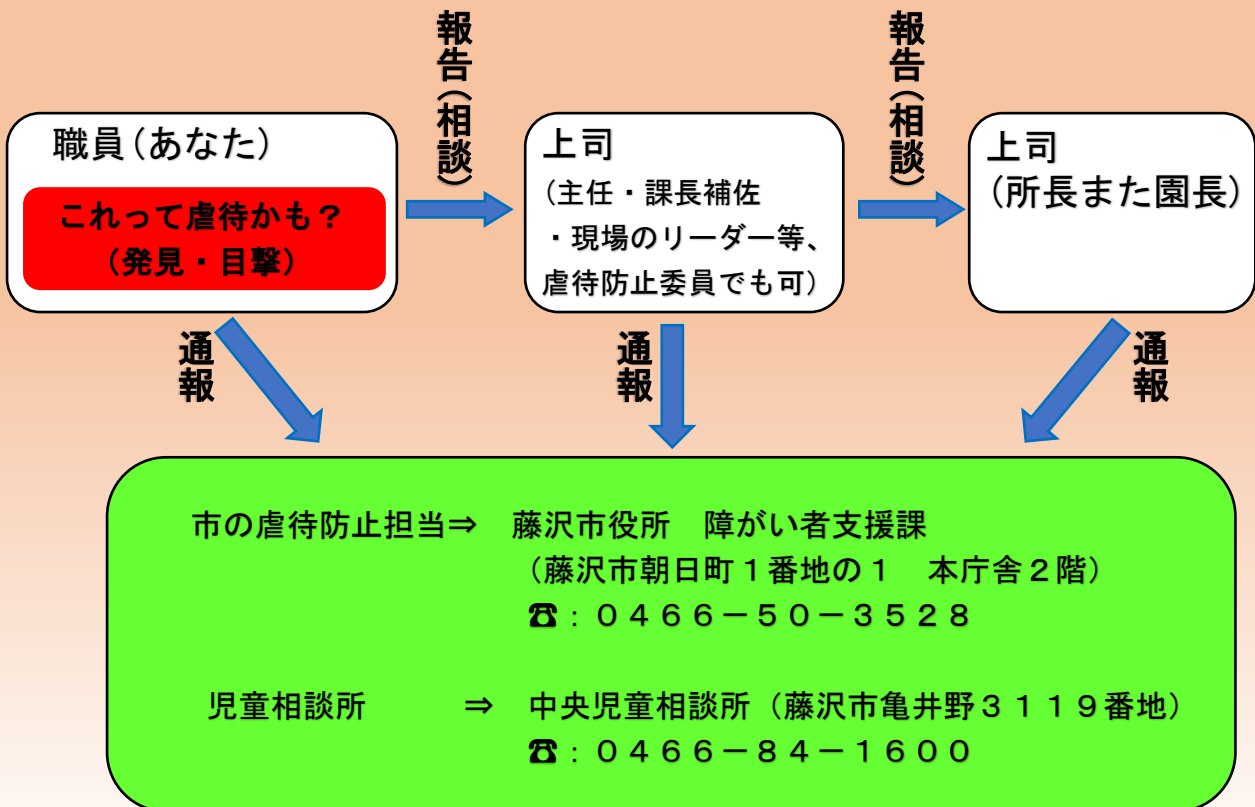 報告(相談)
報告(相談)
職員(あなた)
これって虐待かも?
(発見・目撃)
上司
(主任・課長補佐
・現場のリーダー等、
虐待防止委員でも可)
上司
(所長また園長)
通報
通報
通報
市の虐待防止担当⇒ 藤沢市役所 障がい者支援課
(藤沢市朝日町1番地の1 本庁舎2階)
☎:0466-50-3528
児童相談所 ⇒ 中央児童相談所(藤沢市亀井野3119番地)
☎:0466-84-1600